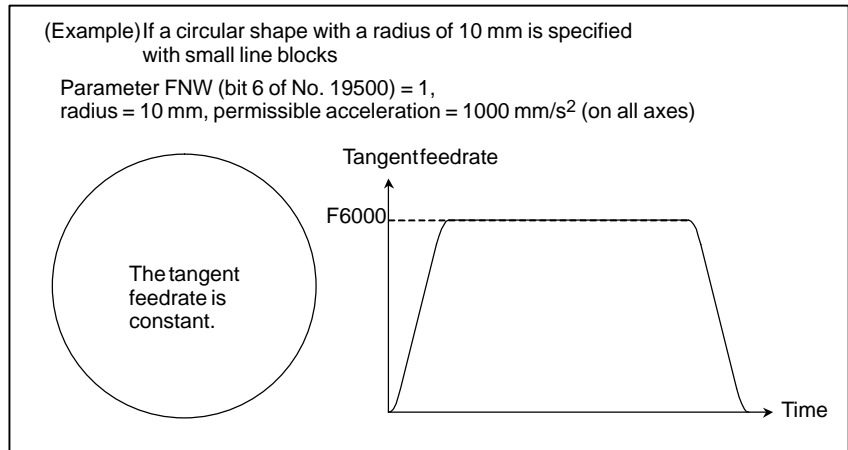 (Example) If a circular shape with a radius of 10 mm is specified
with small line blocks
Parameter FNW (bit 6 of No. 19500) = 1,
radius = 10 mm, permissible acceleration = 1000 mm/s² (on all axes)
Tangent feedrate
F6000
The tangent
feedrate is
constant.
Time